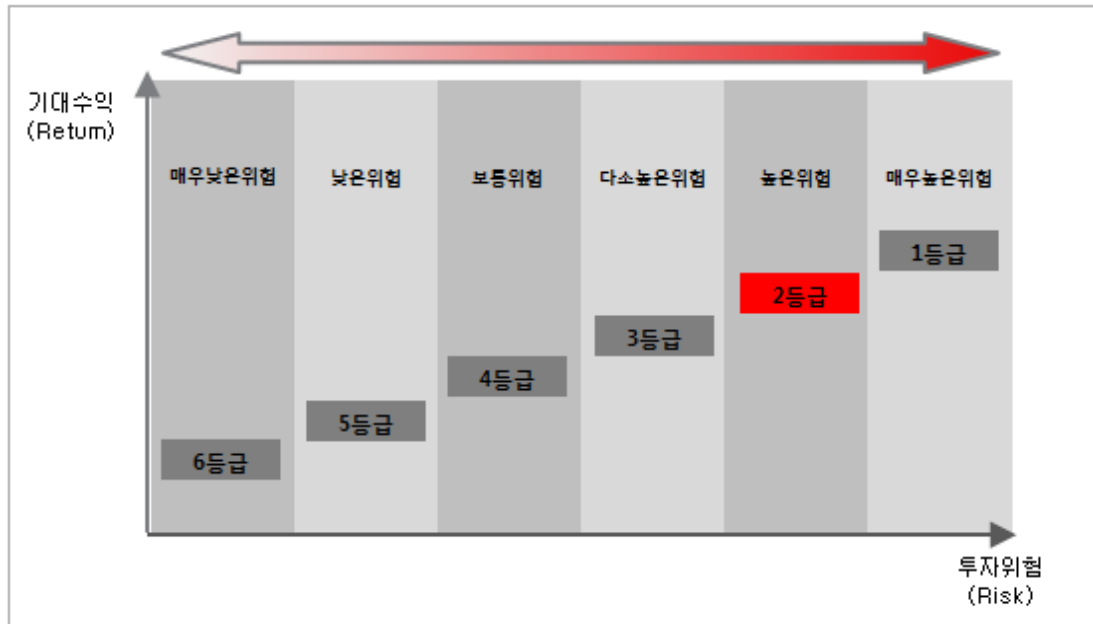 기대수익
(Retum)
매우낮은위험
낮은위험
보통위험
다소높은위험
높은위험
매우높은위험
1등급
2등급
3등급
4등급
5등급
6등급
투자위험
(Risk)